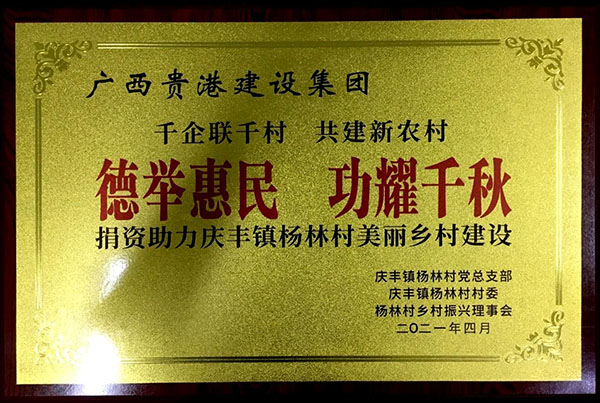 广西贵港建设集团
千企联千村 共建新农村
德举惠民 功耀千秋
捐资助力庆丰镇杨林村美丽乡村建设
庆丰镇杨林村党总支部
庆丰镇杨林村村委
杨林村乡村振兴理事会
二〇二一年四月